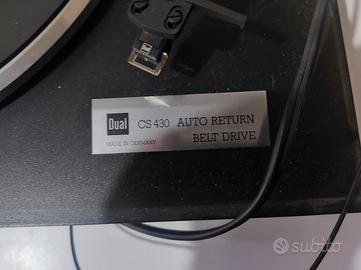 Dual CS 430 AUTO RETURN
MADE IN GERMANY BELT DRIVE
subito